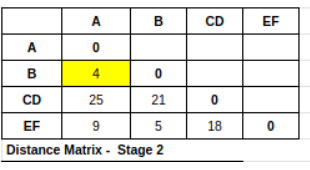 A B CD EF
A 0
B 4 0
CD 25 21 0
EF 9 5 18 0
Distance Matrix - Stage 2